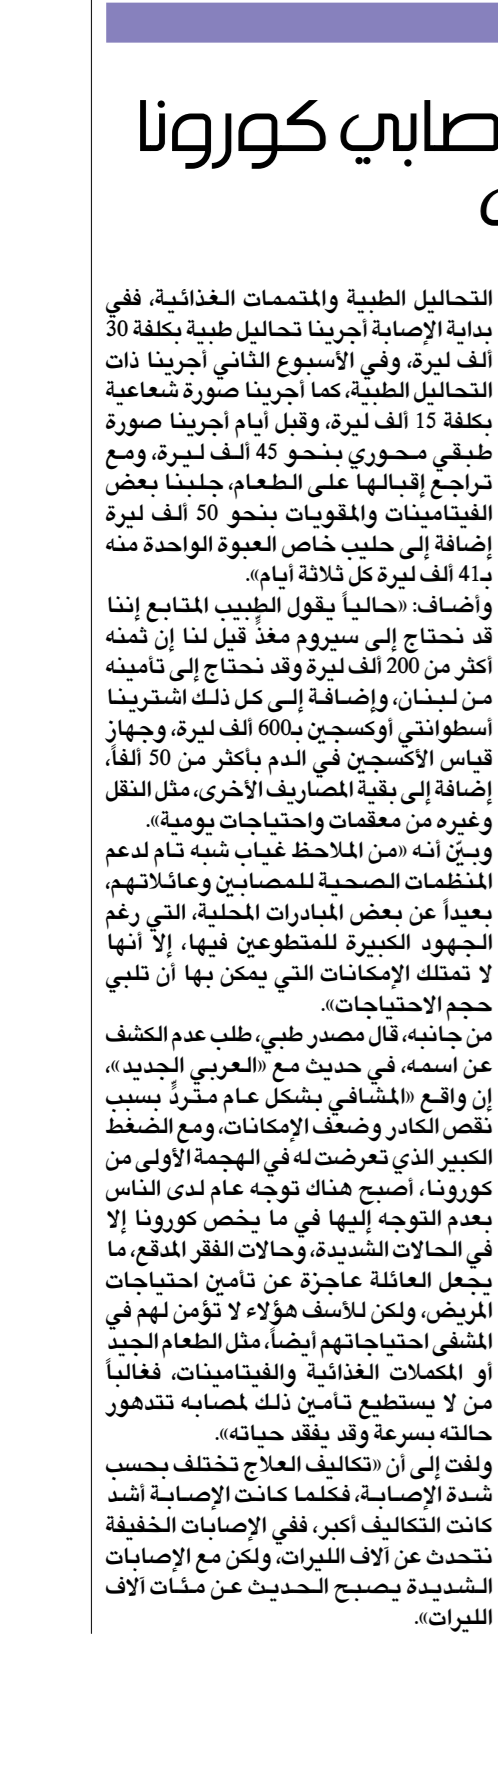 صابي كورونا
التحاليل الطبية والمتممات الغذائية، ففي
بداية الإصابة أجرينا تحاليل طبية بكلفة 30
ألف ليرة، وفي الأسبوع الثاني أجرينا ذات
التحاليل الطبية، كما أجرينا صورة شعاعية
بكلفة 15 ألف ليرة، وقبل أيام أجرينا صورة
طبقي محوري بنحو 45 ألف ليرة، ومع
تراجع إقبالها على الطعام، جلبنا بعض
الفيتامينات والمقويات بنحو 50 ألف ليرة
إضافة إلى حليب خاص العبوة الواحدة منه
بـ41 ألف ليرة كل ثلاثة أيام».
وأضاف: «حالياً يقول الطبيب المتابع إننا
قد نحتاج إلى سيروم مغذٍّ قيل لنا إن ثمنه
أكثر من 200 ألف ليرة وقد نحتاج إلى تأمينه
من لبنان، وإضافة إلى كل ذلك اشترينا
أسطوانتي أوكسجين بـ600 ألف ليرة، وجهاز
قياس الأكسجين في الدم بأكثر من 50 ألفاً،
إضافة إلى بقية المصاريف الأخرى، مثل النقل
وغيره من معقمات واحتياجات يومية».
وبيّن أنه «من الملاحظ غياب شبه تام لدعم
المنظمات الصحية للمصابين وعائلاتهم،
بعيداً عن بعض المبادرات المحلية، التي رغم
الجهود الكبيرة للمتطوعين فيها، إلا أنها
لا تمتلك الإمكانات التي يمكن بها أن تلبي
حجم الاحتياجات».
من جانبه، قال مصدر طبي، طلب عدم الكشف
عن اسمه، في حديث مع «العربي الجديد»،
إن واقع «المشافي بشكل عام متردٍّ بسبب
نقص الكادر وضعف الإمكانات، ومع الضغط
الكبير الذي تعرضت له في الهجمة الأولى من
كورونا، أصبح هناك توجه عام لدى الناس
بعدم التوجه إليها في ما يخص كورونا إلا
في الحالات الشديدة، وحالات الفقر المدقع، ما
يجعل العائلة عاجزة عن تأمين احتياجات
المريض، ولكن للأسف هؤلاء لا تؤمن لهم في
المشفى احتياجاتهم أيضاً، مثل الطعام الجيد
أو المكملات الغذائية والفيتامينات، فغالباً
من لا يستطيع تأمين ذلك لمصابه تتدهور
حالته بسرعة وقد يفقد حياته».
ولفت إلى أن «تكاليف العلاج تختلف بحسب
شدة الإصابة، فكلما كانت الإصابة أشد
كانت التكاليف أكبر، ففي الإصابات الخفيفة
نتحدث عن آلاف الليرات، ولكن مع الإصابات
الشديدة يصبح الحديث عن مئات آلاف
الليرات».